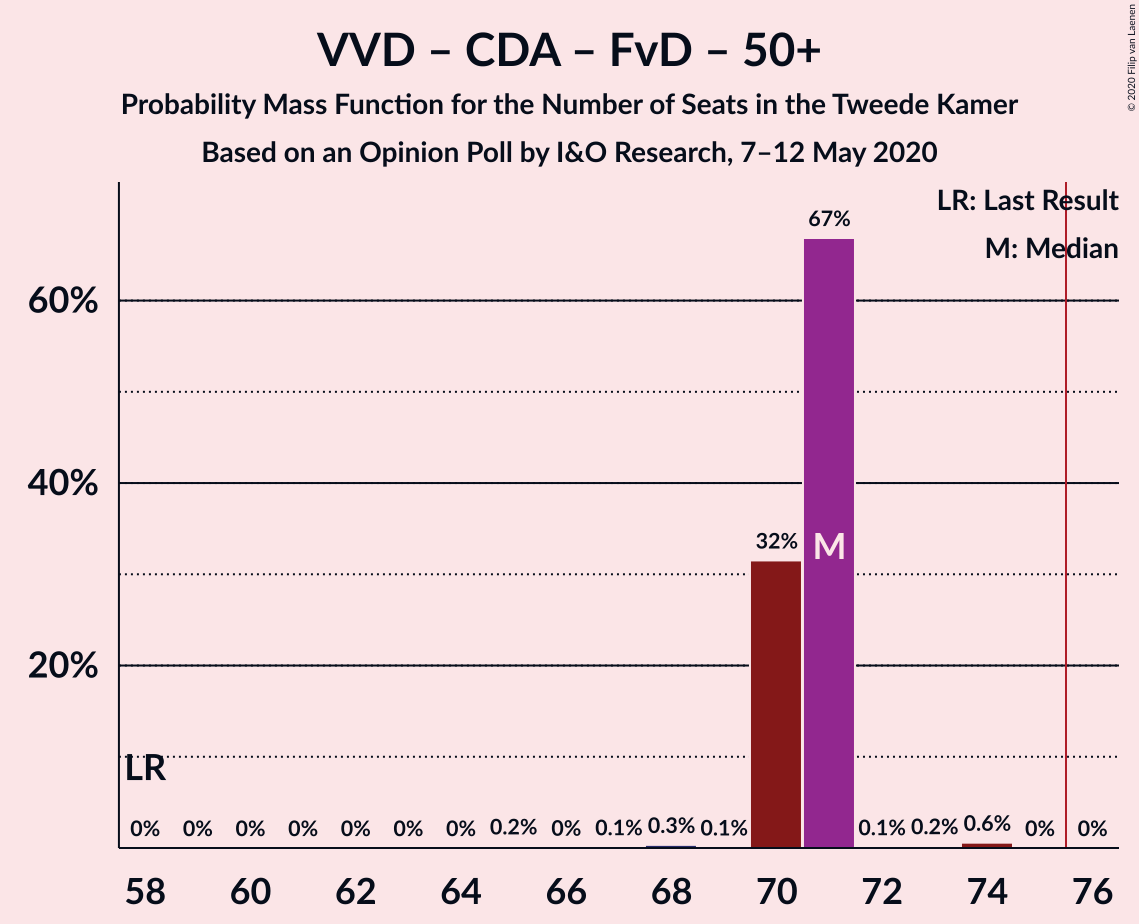 VVD – CDA – FvD – 50+
Probability Mass Function for the Number of Seats in the Tweede Kamer
Based on an Opinion Poll by I&O Research, 7–12 May 2020
© 2020 Filip van Laenen
LR: Last Result
M: Median
67%
60%
32%
M
40%
20%
LR
0% 0% 0% 0% 0% 0% 0% 0.2% 0% 0.1% 0.3% 0.1% 0.1% 0.2% 0.6% 0% 0%
58 60 62 64 66 68 70 72 74 76